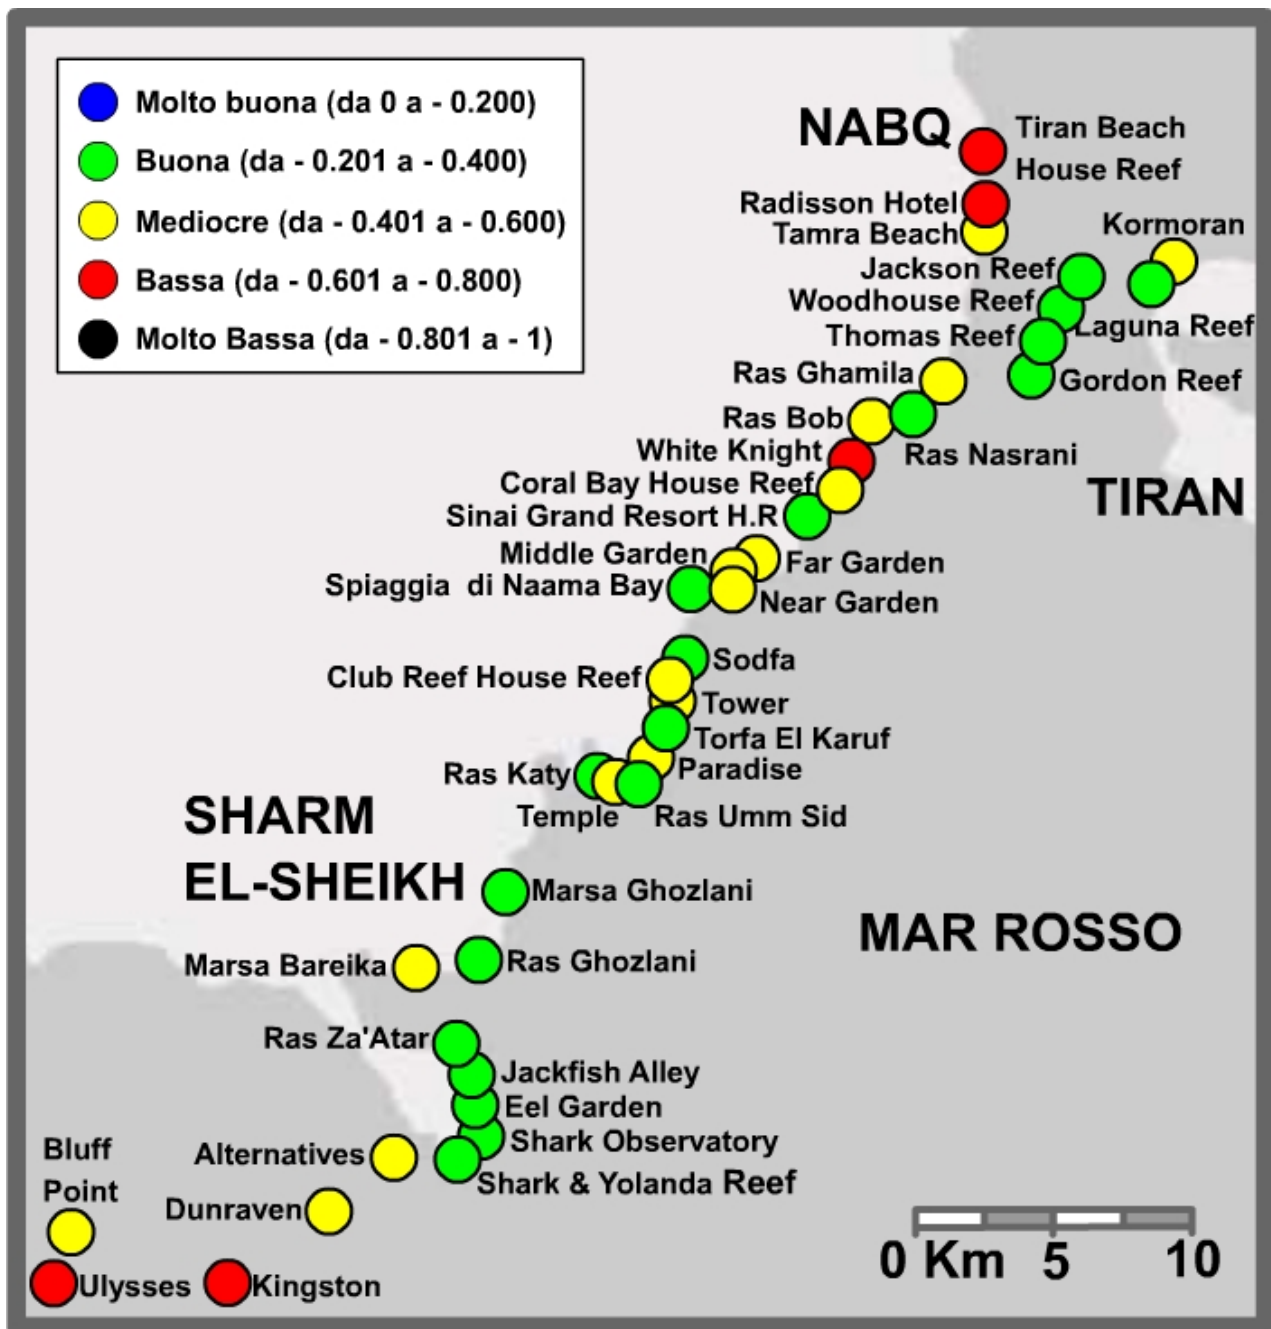 Molto buona (da 0 a - 0.200)
Buona (da - 0.201 a - 0.400)
Mediocre (da - 0.401 a - 0.600)
Bassa (da - 0.601 a - 0.800)
Molto Bassa (da - 0.801 a - 1)
NABQ
Tiran Beach
House Reef
Radisson Hotel
Tamra Beach
Kormoran
Jackson Reef
Woodhouse Reef
Laguna Reef
Thomas Reef
Ras Ghamila
Gordon Reef
Ras Bob
White Knight
Ras Nasrani
Coral Bay House Reef
TIRAN
Sinai Grand Resort H.R
Middle Garden
Far Garden
Spiaggia di Naama Bay
Near Garden
Sodfa
Club Reef House Reef
Tower
Torfa El Karuf
Ras Katy
Paradise
Temple
Ras Umm Sid
SHARM
EL-SHEIKH
Marsa Ghozlani
MAR ROSSO
Marsa Bareika
Ras Ghozlani
Ras Za'Atar
Jackfish Alley
Eel Garden
Shark Observatory
Bluff
Point
Alternatives
Shark & Yolanda Reef
Dunraven
Ulysses
Kingston
0 Km 5 10